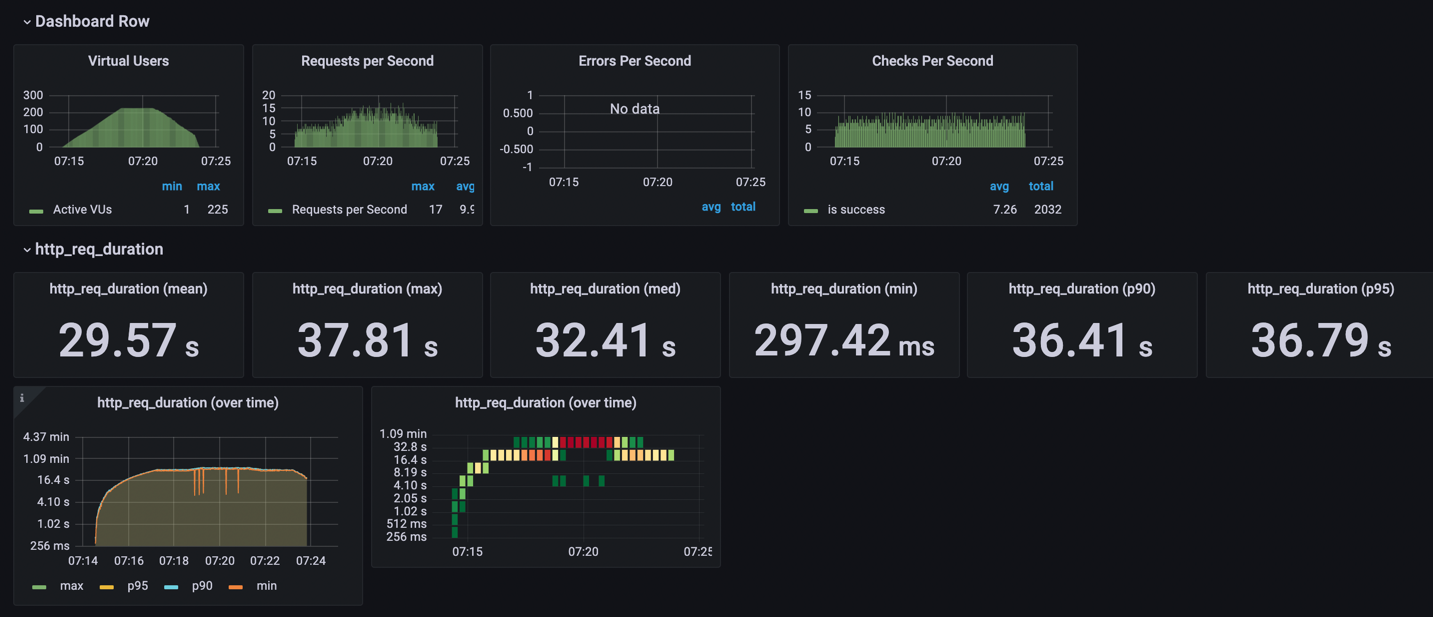 Dashboard Row
Virtual Users
300
200
100
0
07:15 07:20 07:25
min max
Active VUs 1 225
Requests per Second
20
15
10
5
0
07:15 07:20 07:25
max avg
Requests per Second 17 9.9
Errors Per Second
1
0.500
0
-0.500
-1
No data
07:15 07:20 07:25
avg total
Checks Per Second
15
10
5
0
07:15 07:20 07:25
avg total
is success 7.26 2032
http_req_duration
http_req_duration (mean)
29.57 s
http_req_duration (max)
37.81 s
http_req_duration (med)
32.41 s
http_req_duration (min)
297.42 ms
http_req_duration (p90)
36.41 s
http_req_duration (p95)
36.79 s
i
http_req_duration (over time)
4.37 min
1.09 min
16.4 s
4.10 s
1.02 s
256 ms
07:14 07:16 07:18 07:20 07:22 07:24
max p95 p90 min
http_req_duration (over time)
1.09 min
32.8 s
16.4 s
8.19 s
4.10 s
2.05 s
1.02 s
512 ms
256 ms
07:15 07:20 07:25